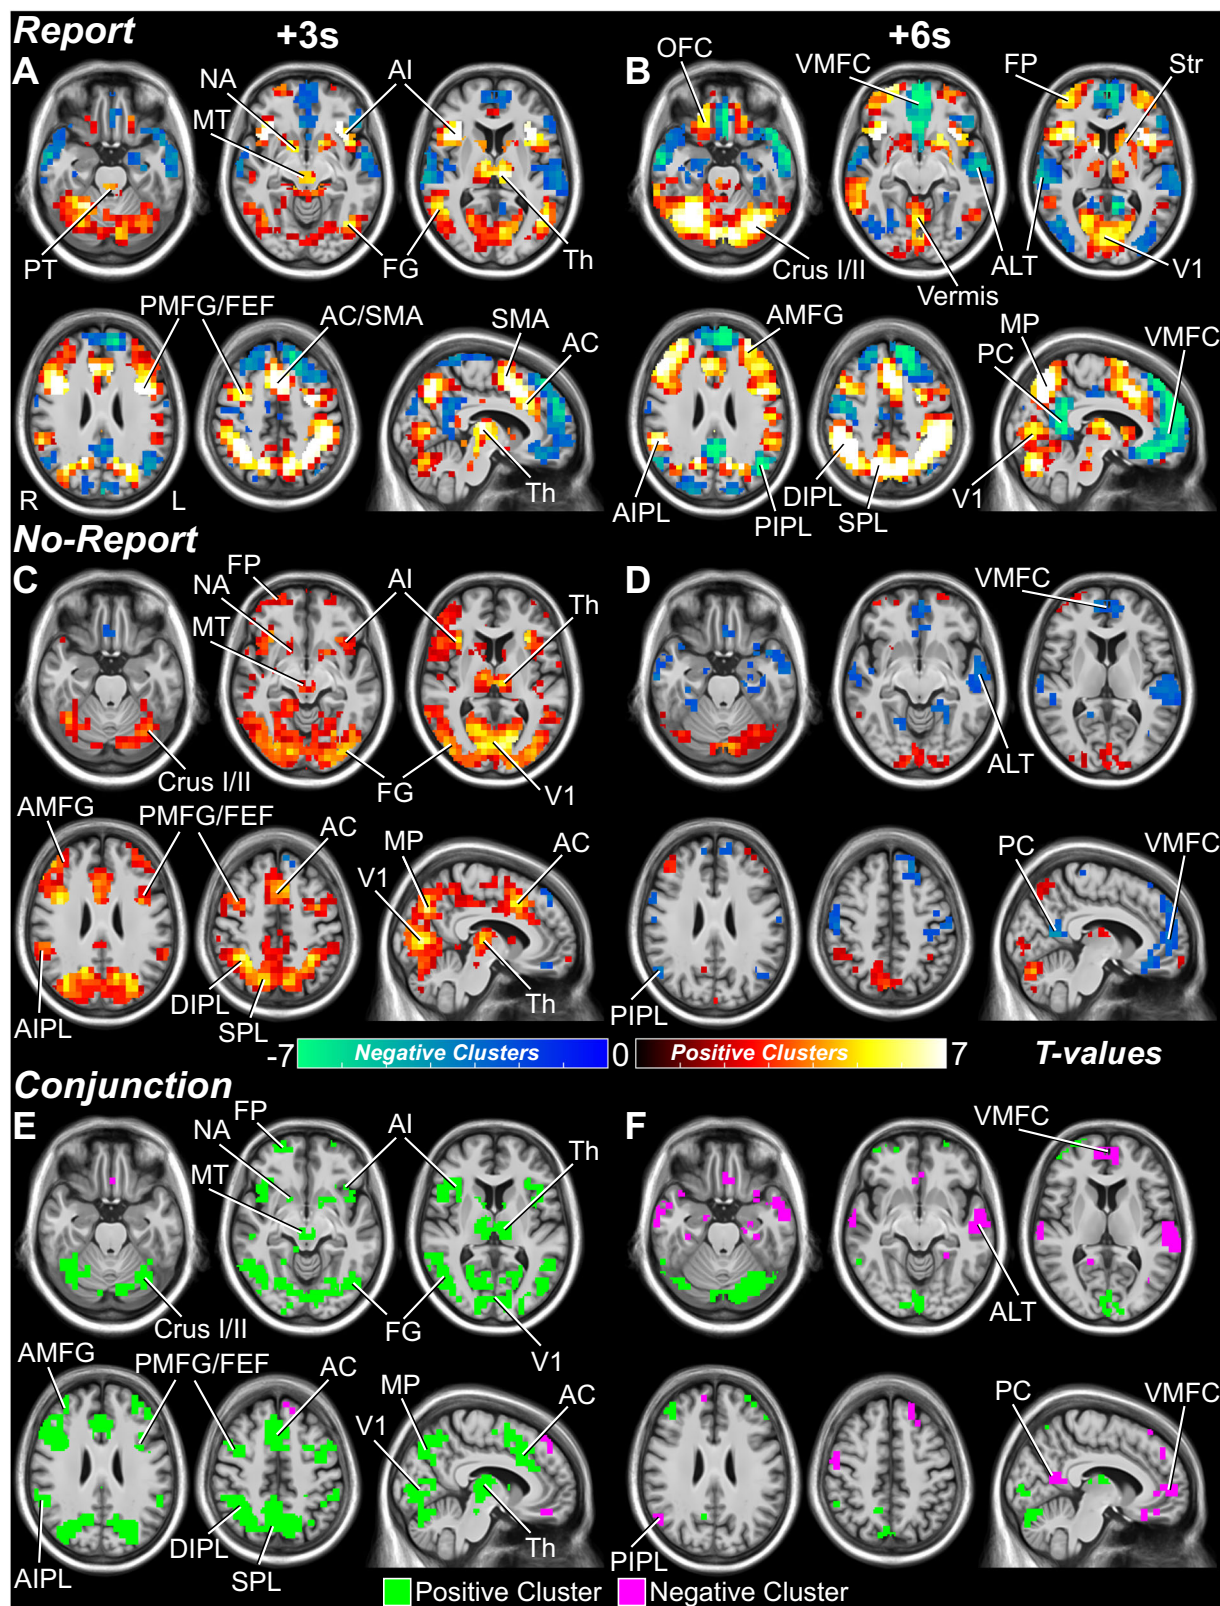 Report
+3s
+6s
A
NA
MT
AI
PT
FG
Th
B
OFC
VMFC
FP
Str
Crus I/II
Vermis
ALT
V1
PMFG/FEF
AC/SMA
SMA
AC
R
L
Th
AMFG
MP
PC
VMFC
AIPL
PIPL
DIPL
SPL
V1
No-Report
C
FP
NA
MT
AI
Th
Crus I/II
FG
V1
D
VMFC
ALT
AMFG
PMFG/FEF
AC
MP
V1
AC
AIPL
DIPL
SPL
Th
PC
VMFC
PIPL
-7
Negative Clusters
0
Positive Clusters
7
T-values
Conjunction
E
FP
NA
MT
AI
Th
Crus I/II
FG
V1
F
VMFC
ALT
AMFG
PMFG/FEF
AC
MP
V1
AC
AIPL
DIPL
SPL
Th
PC
VMFC
PIPL
Positive Cluster
Negative Cluster